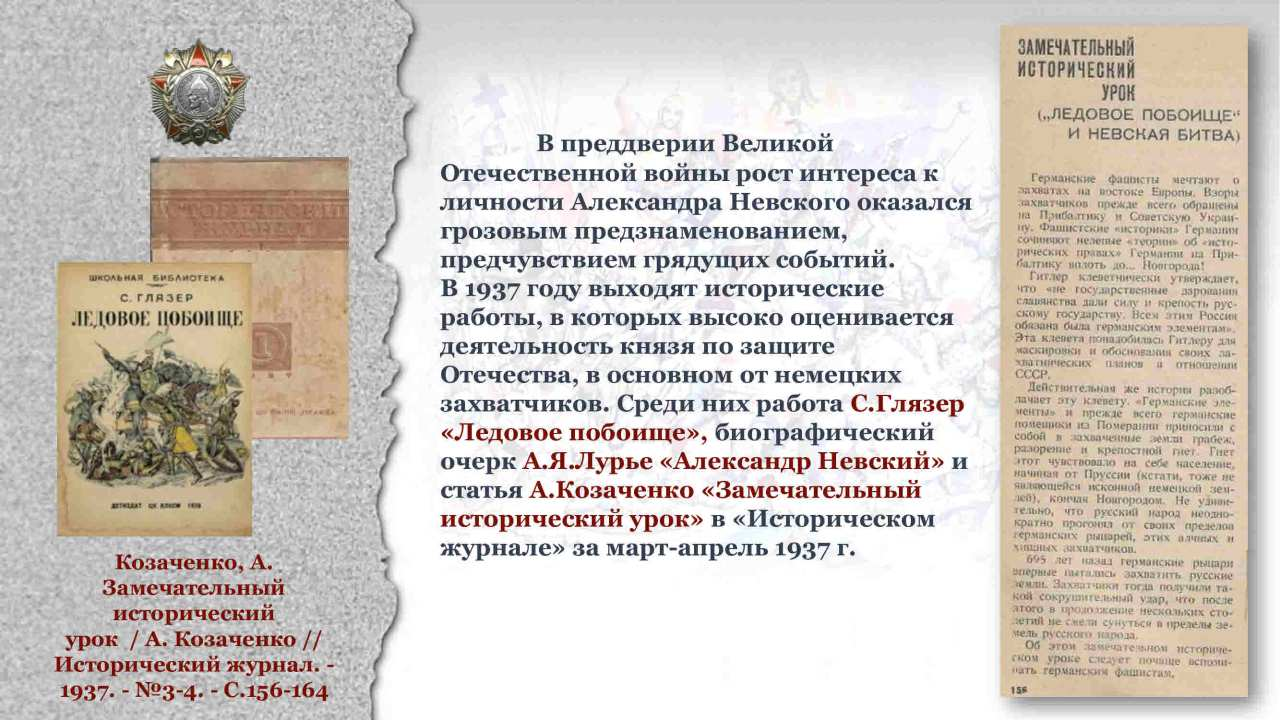 ИСТОРИЧЕСКИЙ
ЖУРНАЛ
1
ШКОЛЬНАЯ БИБЛИОТЕКА
С. ГЛЯЗЕР
ЛЕДОВОЕ ПОБОИЩЕ
ДЕТИЗДАТ ЦК ВЛКСМ 1938
Козаченко, А.
Замечательный
исторический
урок / А. Козаченко //
Исторический журнал. -
1937. - №3-4. - С.156-164
В преддверии Великой
Отечественной войны рост интереса к
личности Александра Невского оказался
грозовым предзнаменованием,
предчувствием грядущих событий.
В 1937 году выходят исторические
работы, в которых высоко оценивается
деятельность князя по защите
Отечества, в основном от немецких
захватчиков. Среди них работа С.Глязер
«Ледовое побоище», биографический
очерк А.Я.Лурье «Александр Невский» и
статья А.Козаченко «Замечательный
исторический урок» в «Историческом
журнале» за март-апрель 1937 г.
ЗАМЕЧАТЕЛЬНЫЙ
ИСТОРИЧЕСКИЙ
УРОК
(„ЛЕДОВОЕ ПОБОИЩЕ“
И НЕВСКАЯ БИТВА)
Германские фашисты мечтают о
захватах на востоке Европы. Взоры
захватчиков прежде всего обращены
на Прибалтику и Советскую Украи-
ну. Фашистские «историки» Германии
сочиняют нелепые «теории» об «исто-
рических правах» Германии на При-
балтику вплоть до... Новгорода!
Гитлер клеветнически утверждает,
что «не государственные дарования
славянства дали силу и крепость рус-
скому государству. Всем этим Россия
обязана была германским элементам».
Эта клевета понадобилась Гитлеру для
маскировки и обоснования своих за-
хватнических планов в отношении
СССР.
Действительная же история разоб-
лачает эту клевету. «Германские эле-
менты» и прежде всего германские
помещики из Померании приносили с
собой в захваченные земли грабеж,
разорение и крепостной гнет. Гнет
этот чувствовало на себе население,
начиная от Пруссии (кстати, тоже не
являющейся исконной немецкой зем-
лей), кончая Новгородом. Не удиви-
тельно, что русский народ неодно-
кратно прогонял от своих пределов
германских рыцарей, этих алчных и
хищных захватчиков.
695 лет назад германские рыцари
впервые пытались захватить русские
земли. Захватчики тогда получили та-
кой сокрушительный удар, что после
этого в продолжение нескольких сто-
летий не смели сунуться в пределы зе-
мель русского народа.
Об этом замечательном историче-
ском уроке следует почаще вспоми-
нать германским фашистам.
156